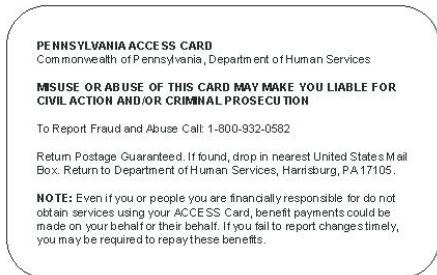 PENNSYLVANIA ACCESS CARD
Commonwealth of Pennsylvania, Department of Human Services
MISUSE OR ABUSE OF THIS CARD MAY MAKE YOU LIABLE FOR
CIVIL ACTION AND/OR CRIMINAL PROSECUTION
To Report Fraud and Abuse Call: 1-800-932-0582
Return Postage Guaranteed. If found, drop in nearest United States Mail
Box. Return to Department of Human Services, Harrisburg, PA 17105.
NOTE: Even if you or people you are financially responsible for do not
obtain services using your ACCESS Card, benefit payments could be
made on your behalf or their behalf. If you fail to report changes timely,
you may be required to repay these benefits.